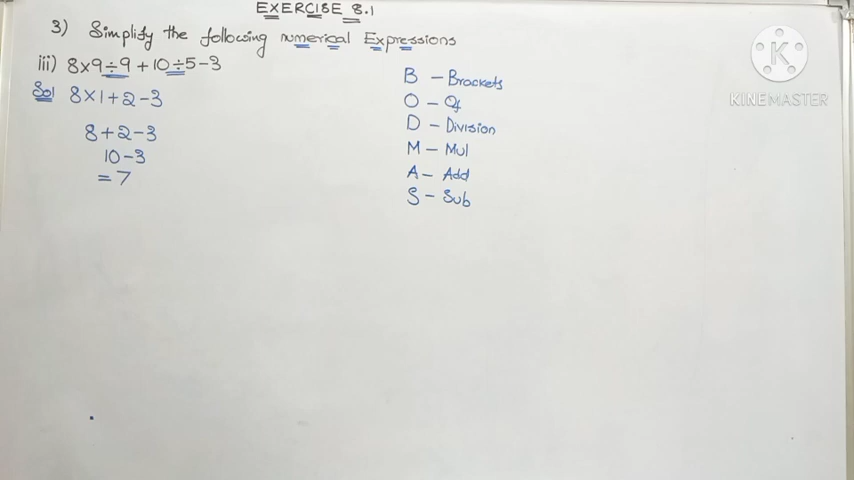 EXERCISE 8.1
3) Simplify the following numerical Expressions
iii) 8×9÷9+10÷5-3
Sol 8×1+2-3
8+2-3
10-3
=7
B - Brackets
O - Of
D - Division
M - Mul
A - Add
S - Sub
K
KINEMASTER